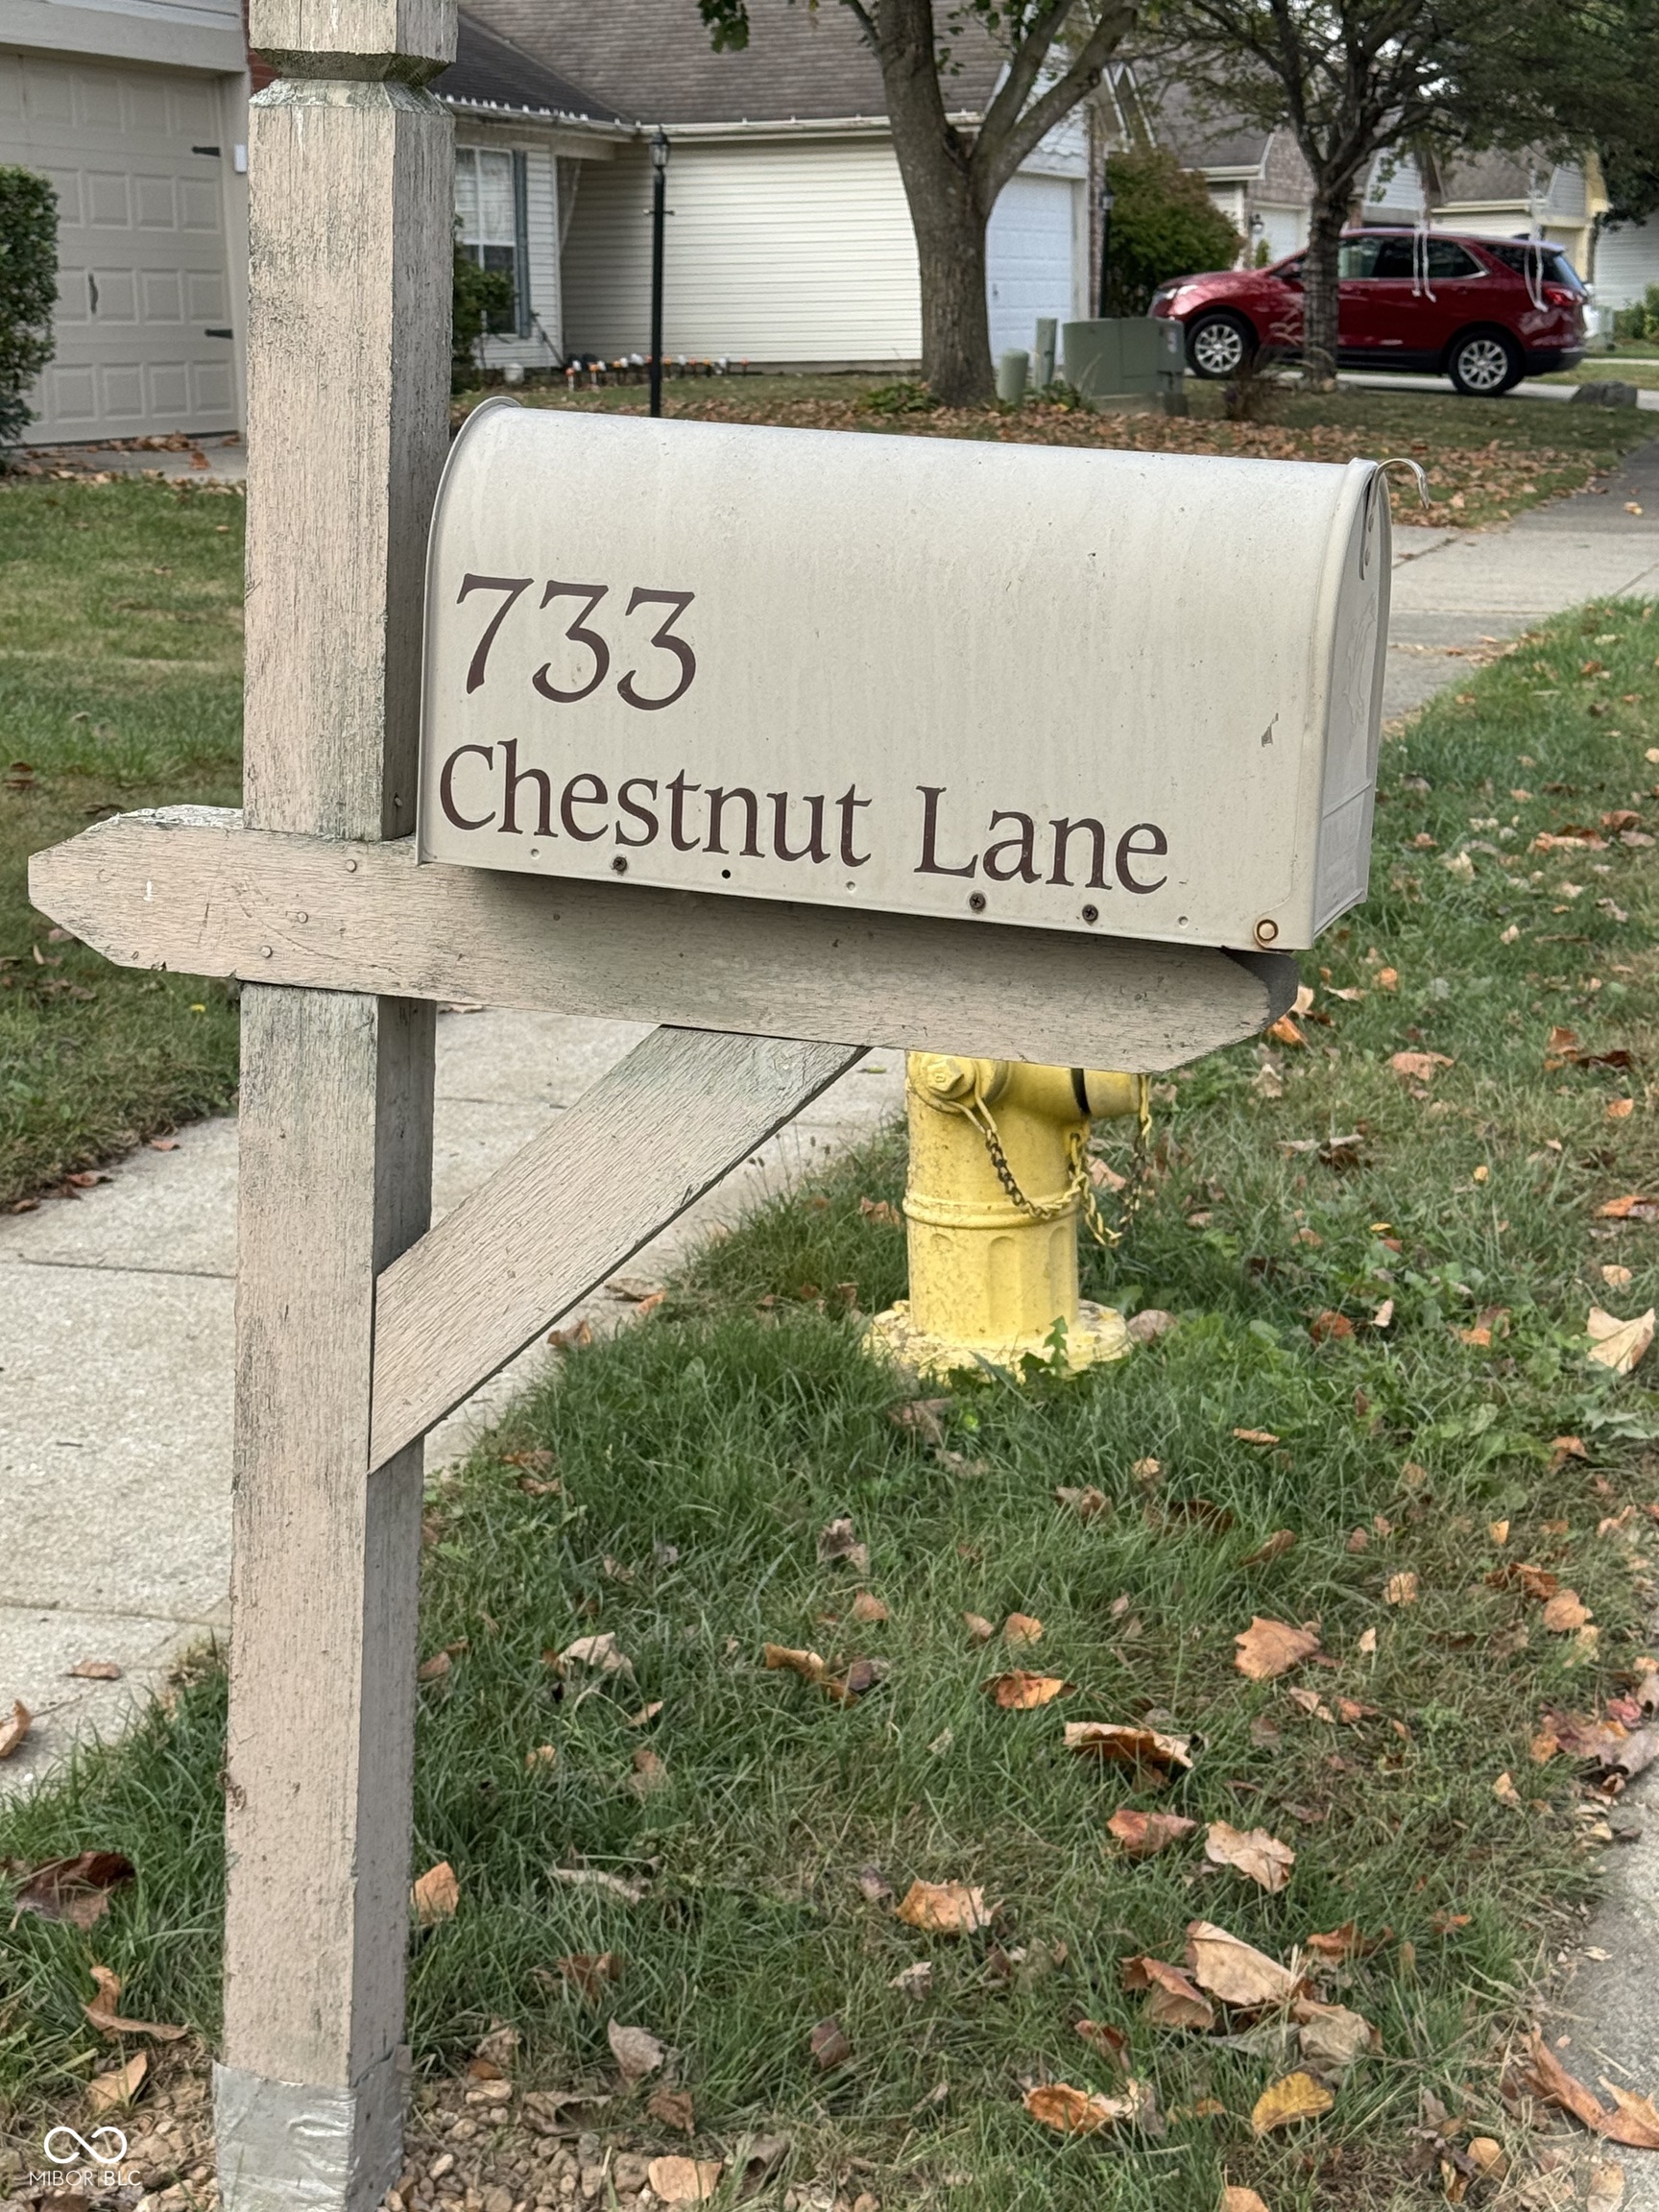 733
Chestnut Lane
MIBOR BLC